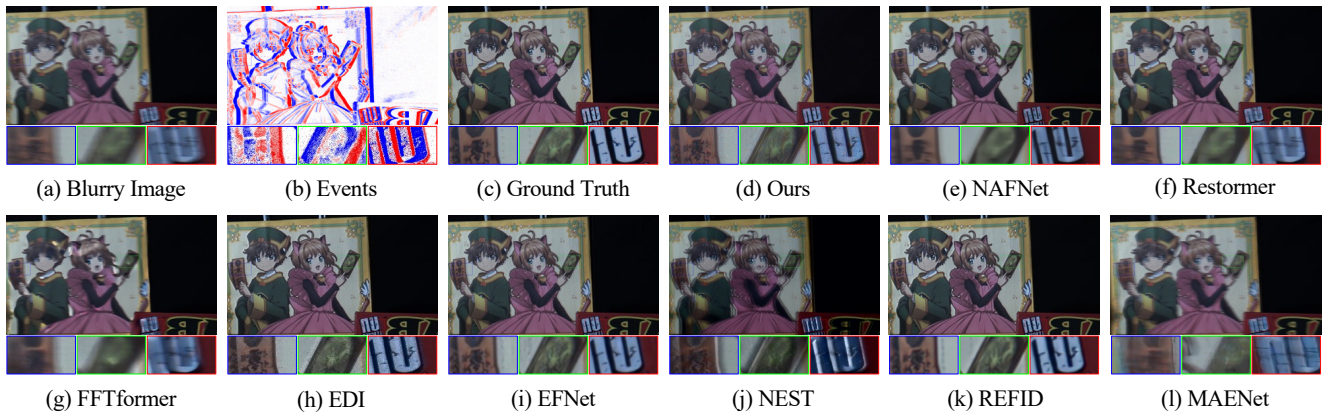 (a) Blurry Image
(b) Events
(c) Ground Truth
(d) Ours
(e) NAFNet
(f) Restormer
(g) FFTformer
(h) EDI
(i) EFNet
(j) NEST
(k) REFID
(l) MAENet